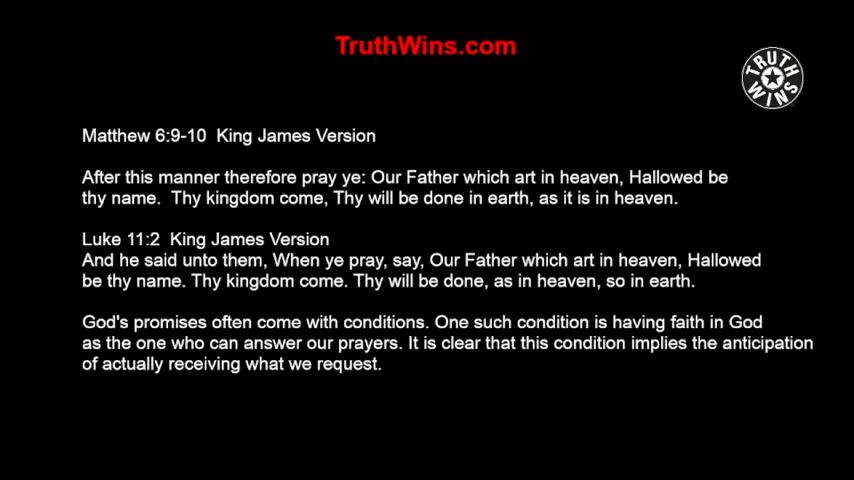 TruthWins.com
TRUTH
WINS
Matthew 6:9-10  King James Version
After this manner therefore pray ye: Our Father which art in heaven, Hallowed be
thy name.  Thy kingdom come, Thy will be done in earth, as it is in heaven.
Luke 11:2  King James Version
And he said unto them, When ye pray, say, Our Father which art in heaven, Hallowed
be thy name. Thy kingdom come. Thy will be done, as in heaven, so in earth.
God's promises often come with conditions. One such condition is having faith in God
as the one who can answer our prayers. It is clear that this condition implies the anticipation
of actually receiving what we request.